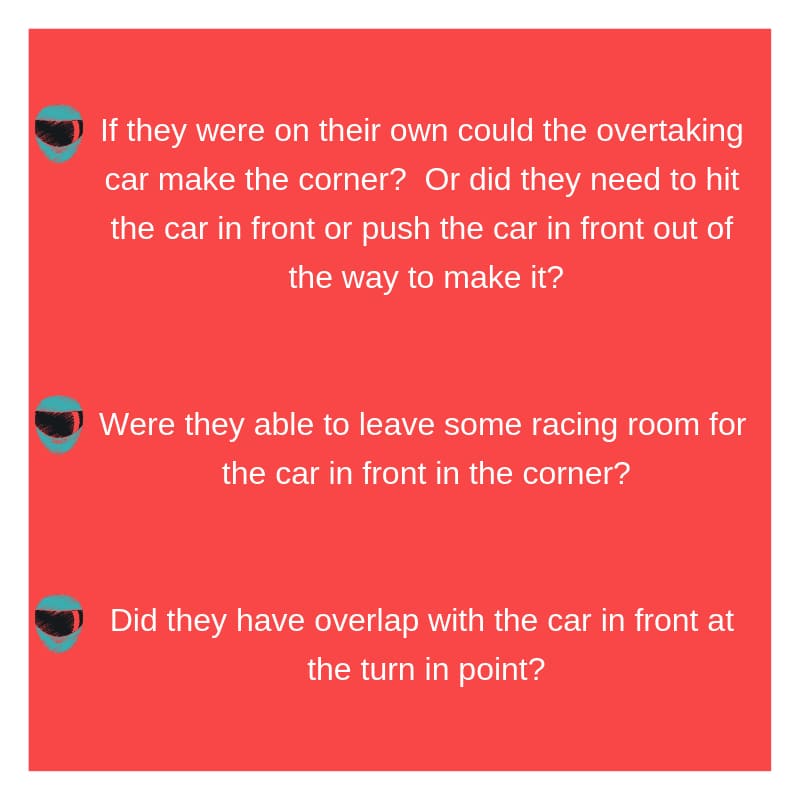 If they were on their own could the overtaking
car make the corner?  Or did they need to hit
the car in front or push the car in front out of
the way to make it?
Were they able to leave some racing room for
the car in front in the corner?
Did they have overlap with the car in front at
the turn in point?